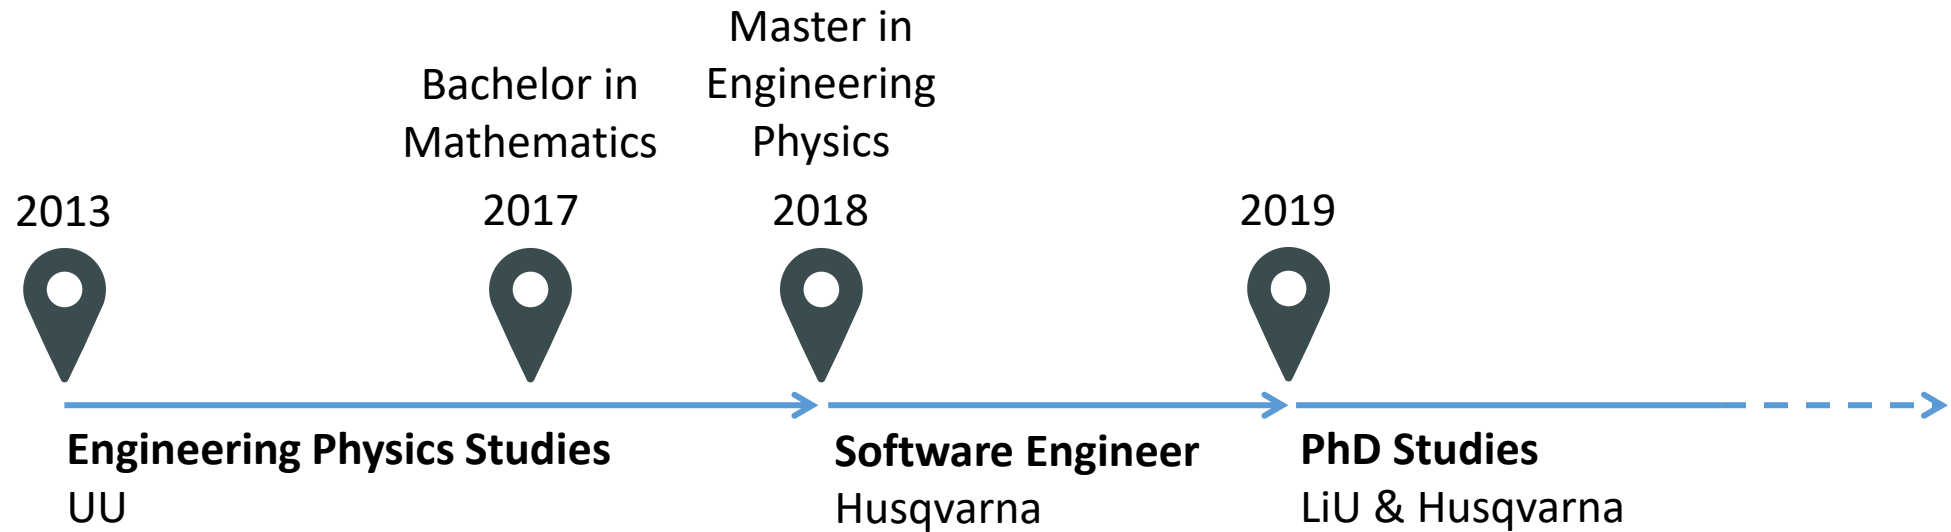 2013
Bachelor in
Mathematics
2017
Master in
Engineering
Physics
2018
2019
Engineering Physics Studies
UU
Software Engineer
Husqvarna
PhD Studies
LiU & Husqvarna